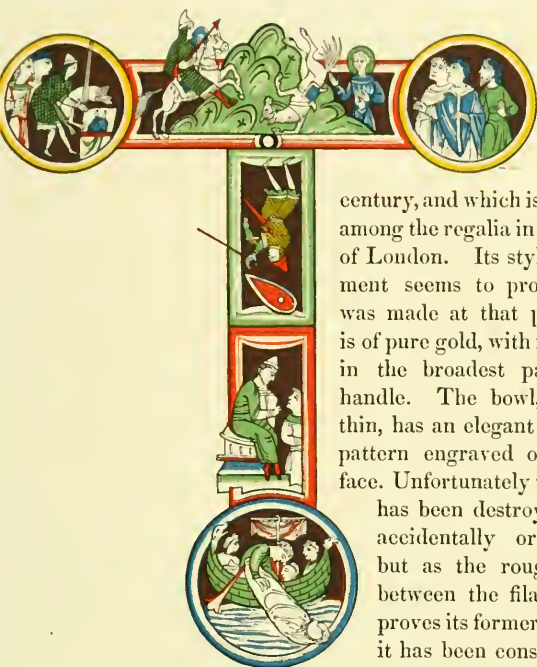 century, and which is
among the regalia in
of London. Its styl
ment seems to pro
was made at that p
is of pure gold, with
in the broadest pa
handle. The bowl,
thin, has an elegant
pattern engraved o
face. Unfortunately
has been destroy
accidentally or
but as the roug
between the fila
proves its former
it has been cons